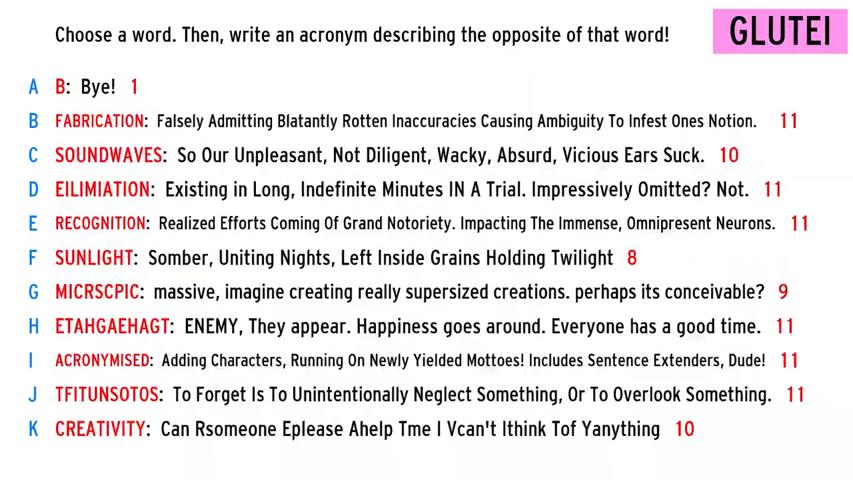 Choose a word. Then, write an acronym describing the opposite of that word!
GLUTEI
A B: Bye! 1
B FABRICATION: Falsely Admitting Blatantly Rotten Inaccuracies Causing Ambiguity To Infest Ones Notion. 11
C SOUNDWAVES: So Our Unpleasant, Not Diligent, Wacky, Absurd, Vicious Ears Suck. 10
D EILIMIATION: Existing in Long, Indefinite Minutes IN A Trial. Impressively Omitted? Not. 11
E RECOGNITION: Realized Efforts Coming Of Grand Notoriety. Impacting The Immense, Omnipresent Neurons. 11
F SUNLIGHT: Somber, Uniting Nights, Left Inside Grains Holding Twilight 8
G MICRSCPIC: massive, imagine creating really supersized creations. perhaps its conceivable? 9
H ETAHGAEHAGT: ENEMY, They appear. Happiness goes around. Everyone has a good time. 11
I ACRONYMISED: Adding Characters, Running On Newly Yielded Mottoes! Includes Sentence Extenders, Dude! 11
J TFITUNSOTOS: To Forget Is To Unintentionally Neglect Something, Or To Overlook Something. 11
K CREATIVITY: Can Rsomeone Eplease Ahelp Tme I Vcan't Ithink Tof Yanything 10